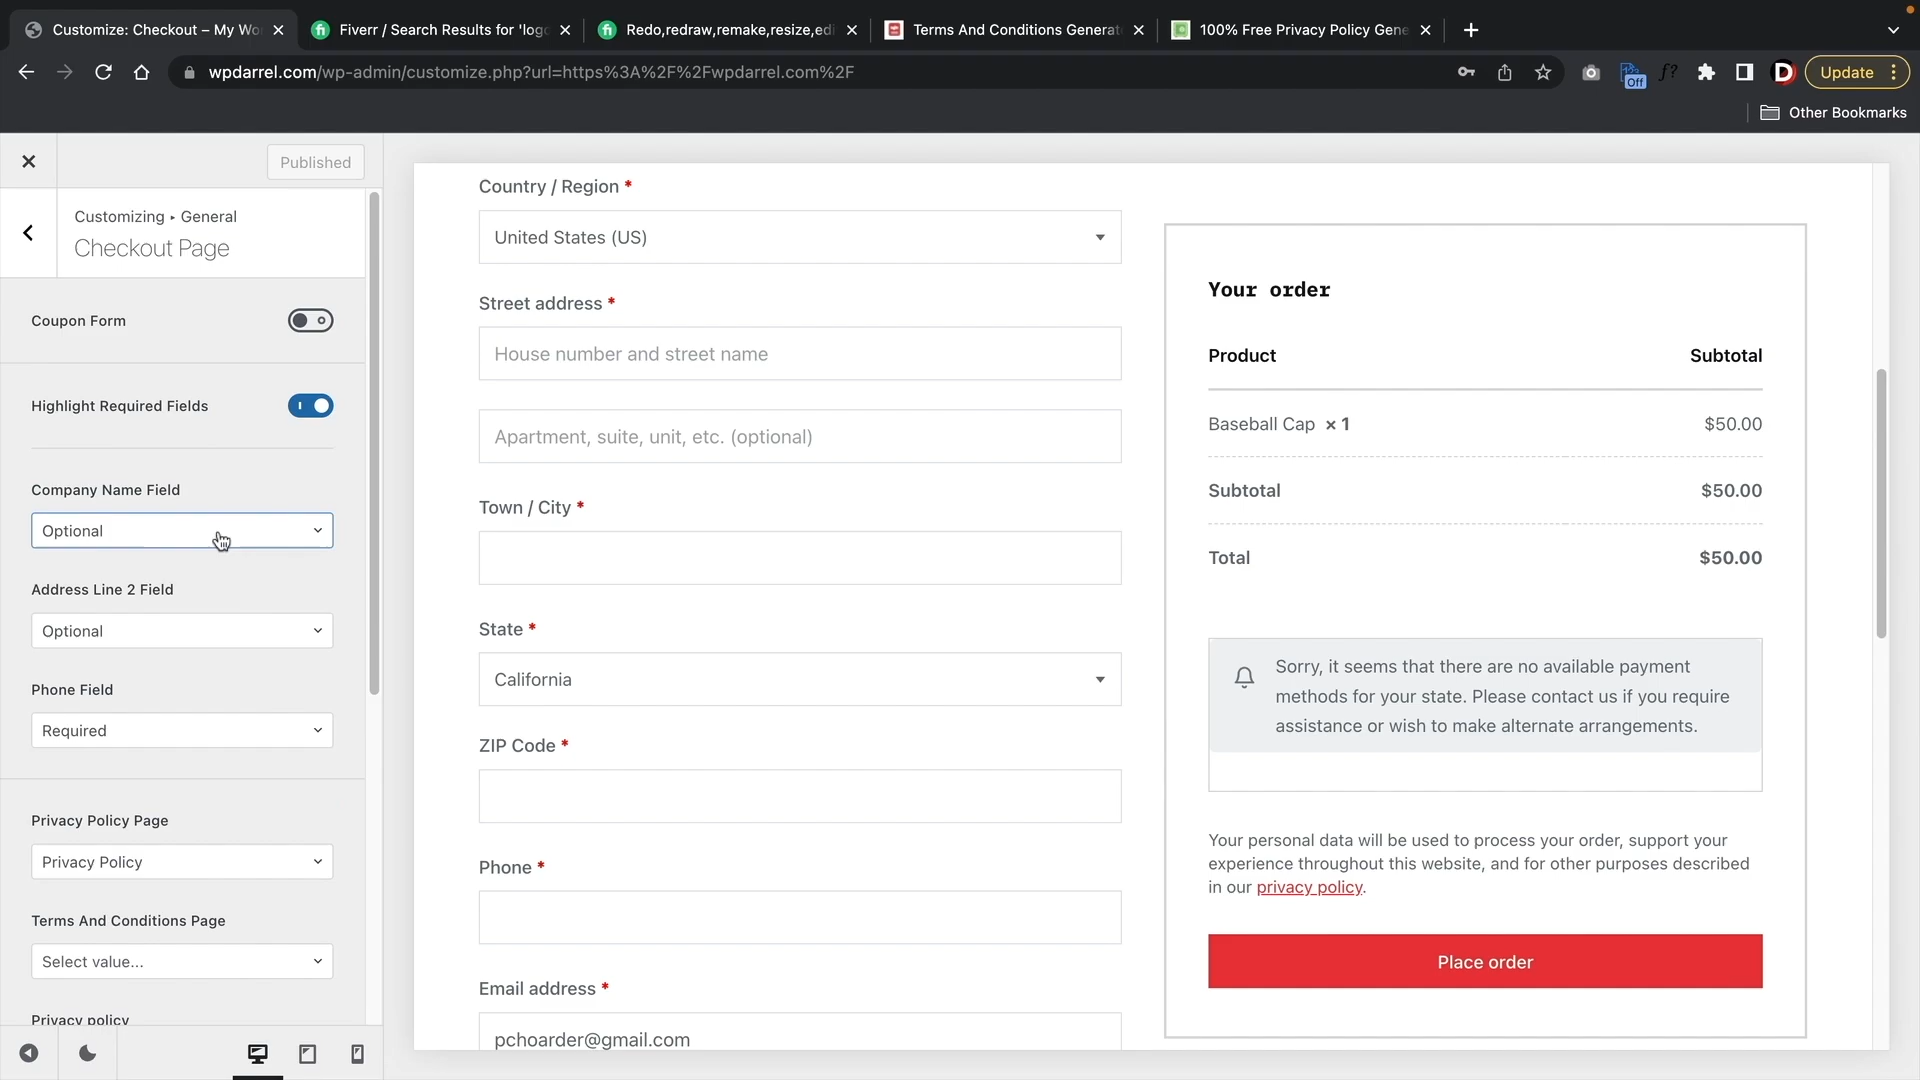 Customize: Checkout – My Wo
Fiverr / Search Results for 'logo
Redo,redraw,remake,resize,edi
Terms And Conditions Generat
100% Free Privacy Policy Gene
wpdarrel.com/wp-admin/customize.php?url=https%3A%2F%2Fwpdarrel.com%2F
Off
f?
D
Update
Other Bookmarks
Published
Customizing ▸ General
Checkout Page
Coupon Form
Highlight Required Fields
Company Name Field
Optional
Address Line 2 Field
Optional
Phone Field
Required
Privacy Policy Page
Privacy Policy
Terms And Conditions Page
Select value...
Privacy policy
Country / Region *
United States (US)
Street address *
House number and street name
Apartment, suite, unit, etc. (optional)
Town / City *
State *
California
ZIP Code *
Phone *
Email address *
pchoarder@gmail.com
Your order
Product Subtotal
Baseball Cap × 1 $50.00
Subtotal $50.00
Total $50.00
Sorry, it seems that there are no available payment
methods for your state. Please contact us if you require
assistance or wish to make alternate arrangements.
Your personal data will be used to process your order, support your
experience throughout this website, and for other purposes described
in our privacy policy.
Place order